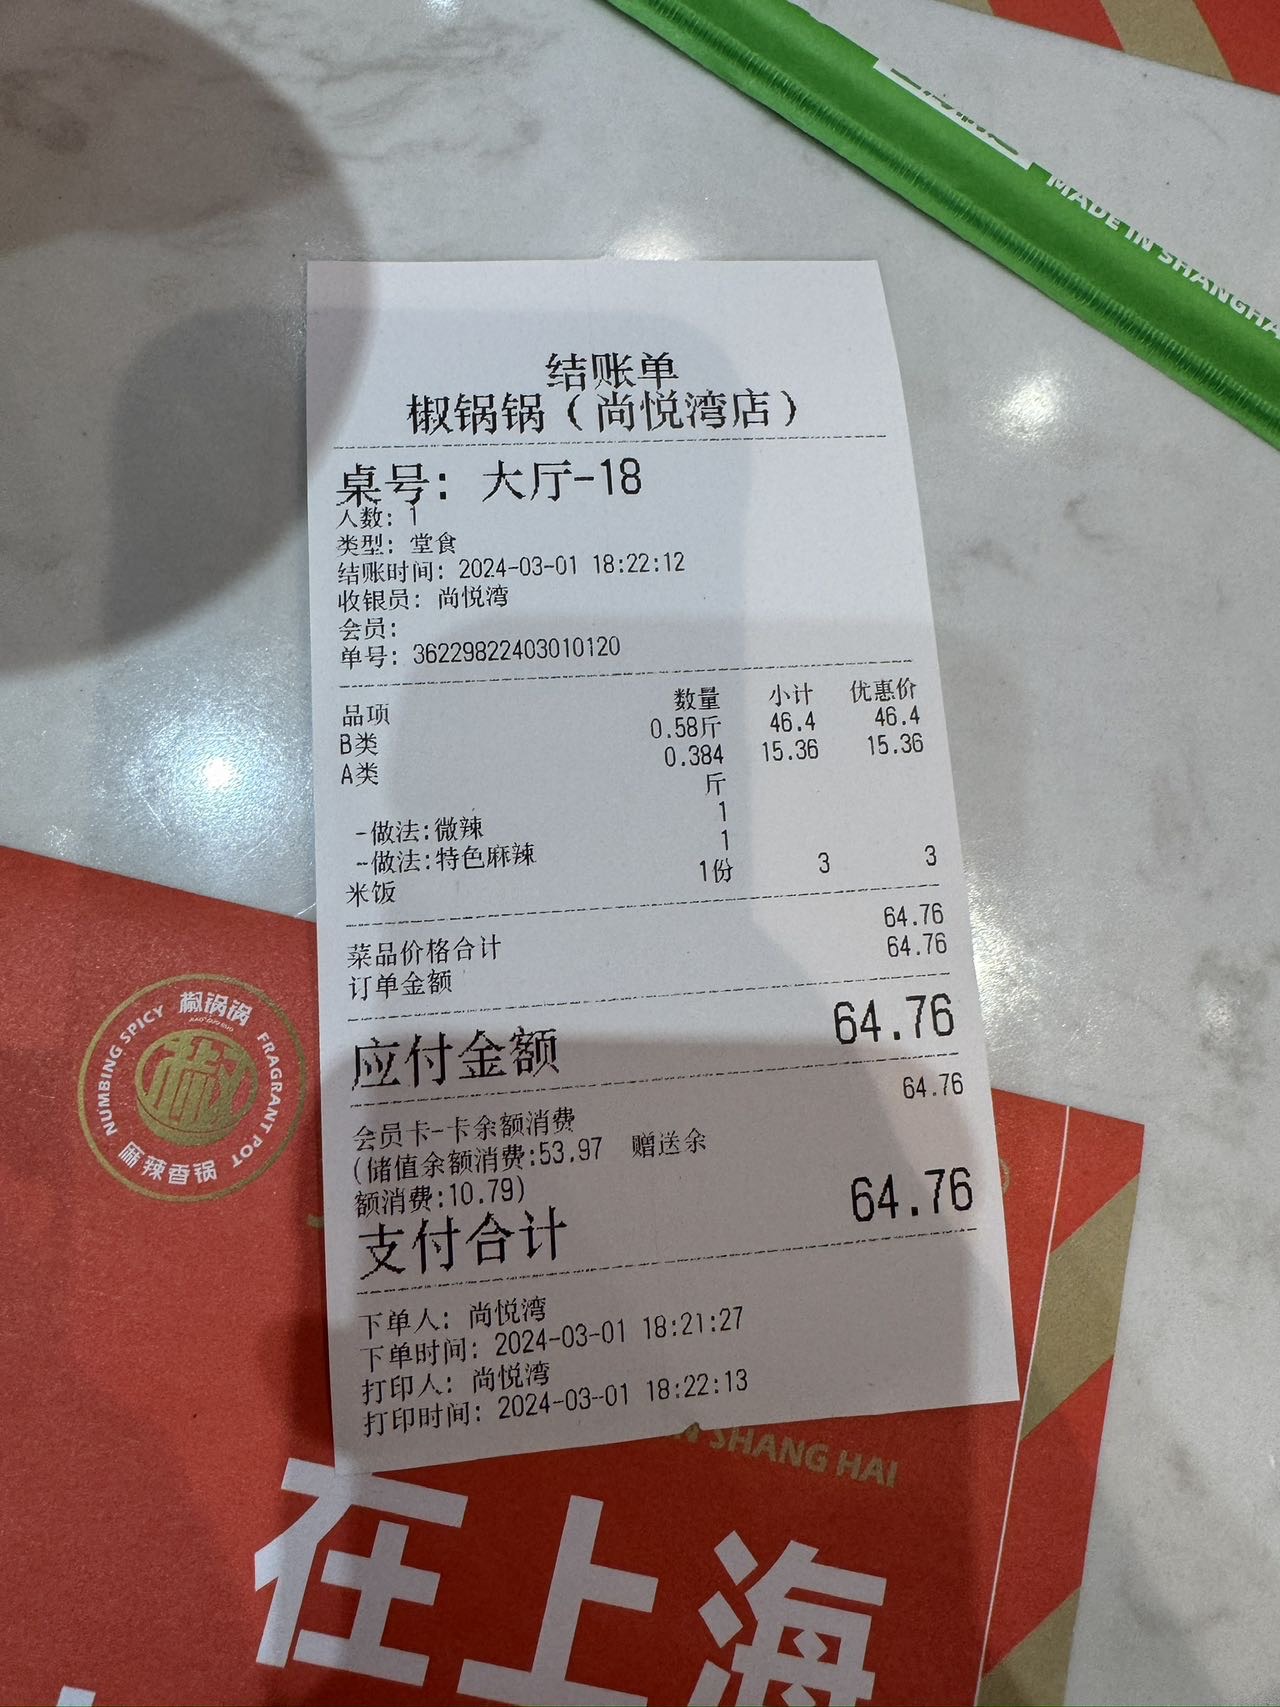 MADE IN SHANGHA
结账单
椒锅锅（尚悦湾店）
桌号: 大厅-18
人数: 1
类型: 堂食
结账时间: 2024-03-01 18:22:12
收银员: 尚悦湾
会员:
单号: 36229822403010120
品项 数量 小计 优惠价
B类 0.58斤 46.4 46.4
A类 0.384 15.36 15.36
斤
-做法:微辣 1
-做法:特色麻辣 1
米饭 1份 3 3
菜品价格合计 64.76
订单金额 64.76
应付金额 64.76
会员卡-卡余额消费 64.76
(储值余额消费:53.97 赠送余
额消费:10.79)
支付合计 64.76
下单人: 尚悦湾
下单时间: 2024-03-01 18:21:27
打印人: 尚悦湾
打印时间: 2024-03-01 18:22:13
椒锅锅
NUMBING SPICY FRAGRANT POT
椒
麻辣香锅
N SHANG HAI
在上海